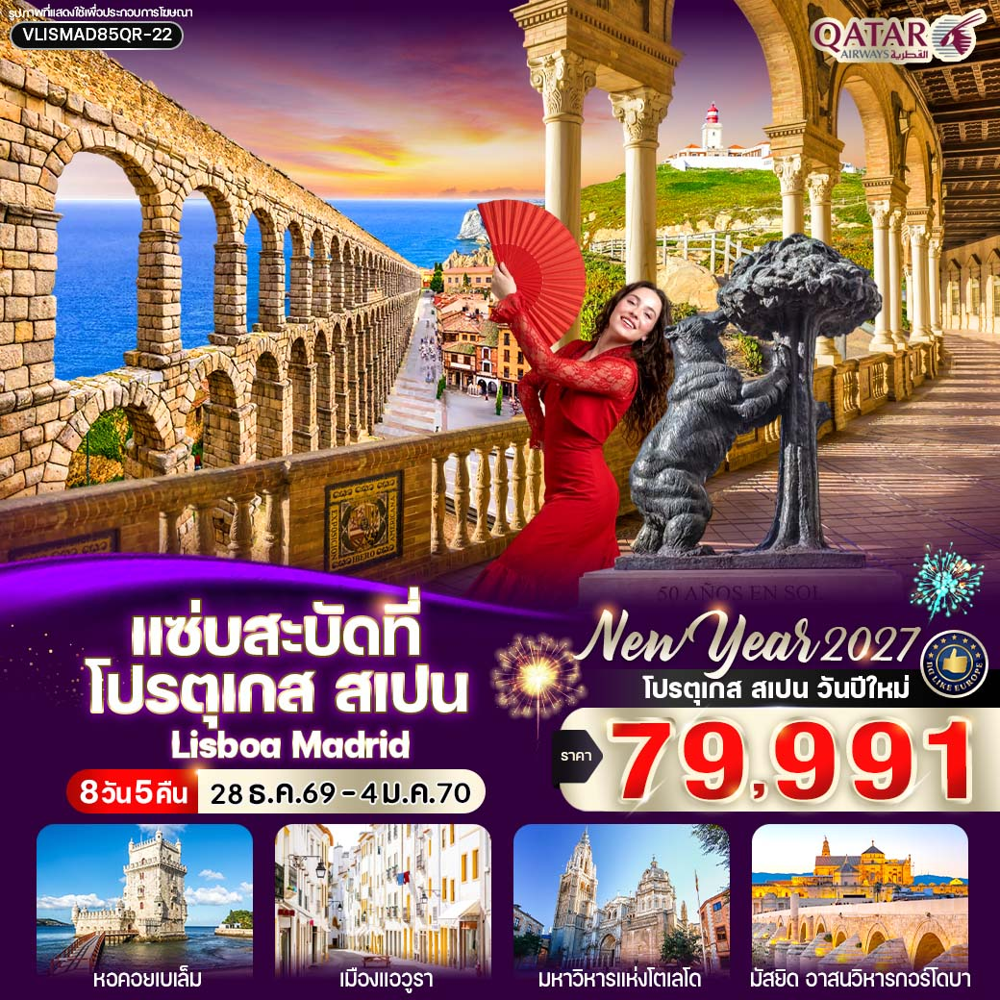 รูปภาพที่แสดงใช้เพื่อประกอบการโฆษณา
VLISMAD85QR-22
QATAR
AIRWAYS القطرية
EXPOSICION
IBERO
AMERICANA
50 AÑOS EN SOL
แซ่บสะบัดที่
โปรตุเกส สเปน
Lisboa Madrid
8วัน5คืน 28 ธ.ค.69 - 4 ม.ค.70
New Year 2027
โปรตุเกส สเปน วันปีใหม่
LIKE EUROPE
ราคา 79,991
หอคอยเบเล็ม
เมืองแอวูรา
มหาวิหารแห่งโตเลโด
มัสยิด อาสนวิหารกอร์โดบา